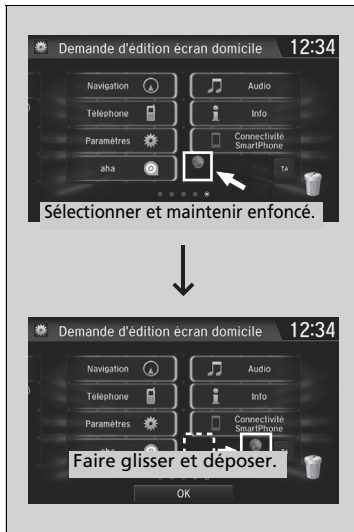 Demande d'édition écran domicile 12:34
Navigation Audio
Téléphone Info
Paramètres Connectivité
SmartPhone
aha TA
Sélectionner et maintenir enfoncé.
Demande d'édition écran domicile 12:34
Navigation Audio
Téléphone Info
Paramètres Connectivité
SmartPhone
TA
Faire glisser et déposer.
OK